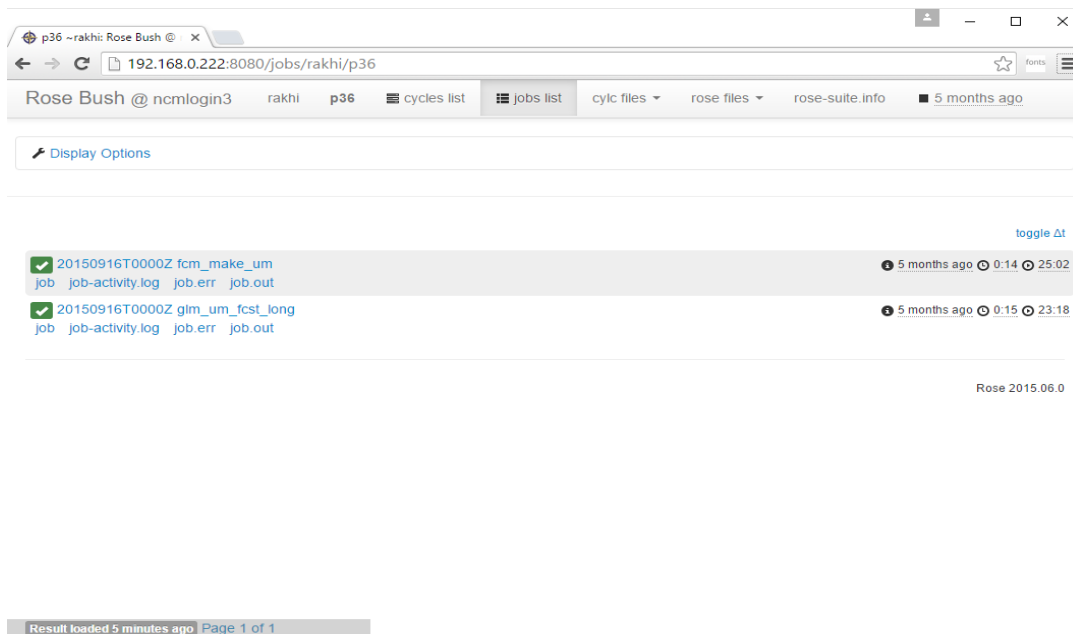 p36 ~rakhi: Rose Bush @
192.168.0.222:8080/jobs/rakhi/p36
fonts
Rose Bush @ ncmlogin3 rakhi p36 cycles list jobs list cylc files rose files rose-suite.info 5 months ago
Display Options
toggle Δt
20150916T0000Z fcm_make_um 5 months ago 0:14 25:02
job job-activity.log job.err job.out
20150916T0000Z glm_um_fcst_long 5 months ago 0:15 23:18
job job-activity.log job.err job.out
Rose 2015.06.0
Result loaded 5 minutes ago Page 1 of 1